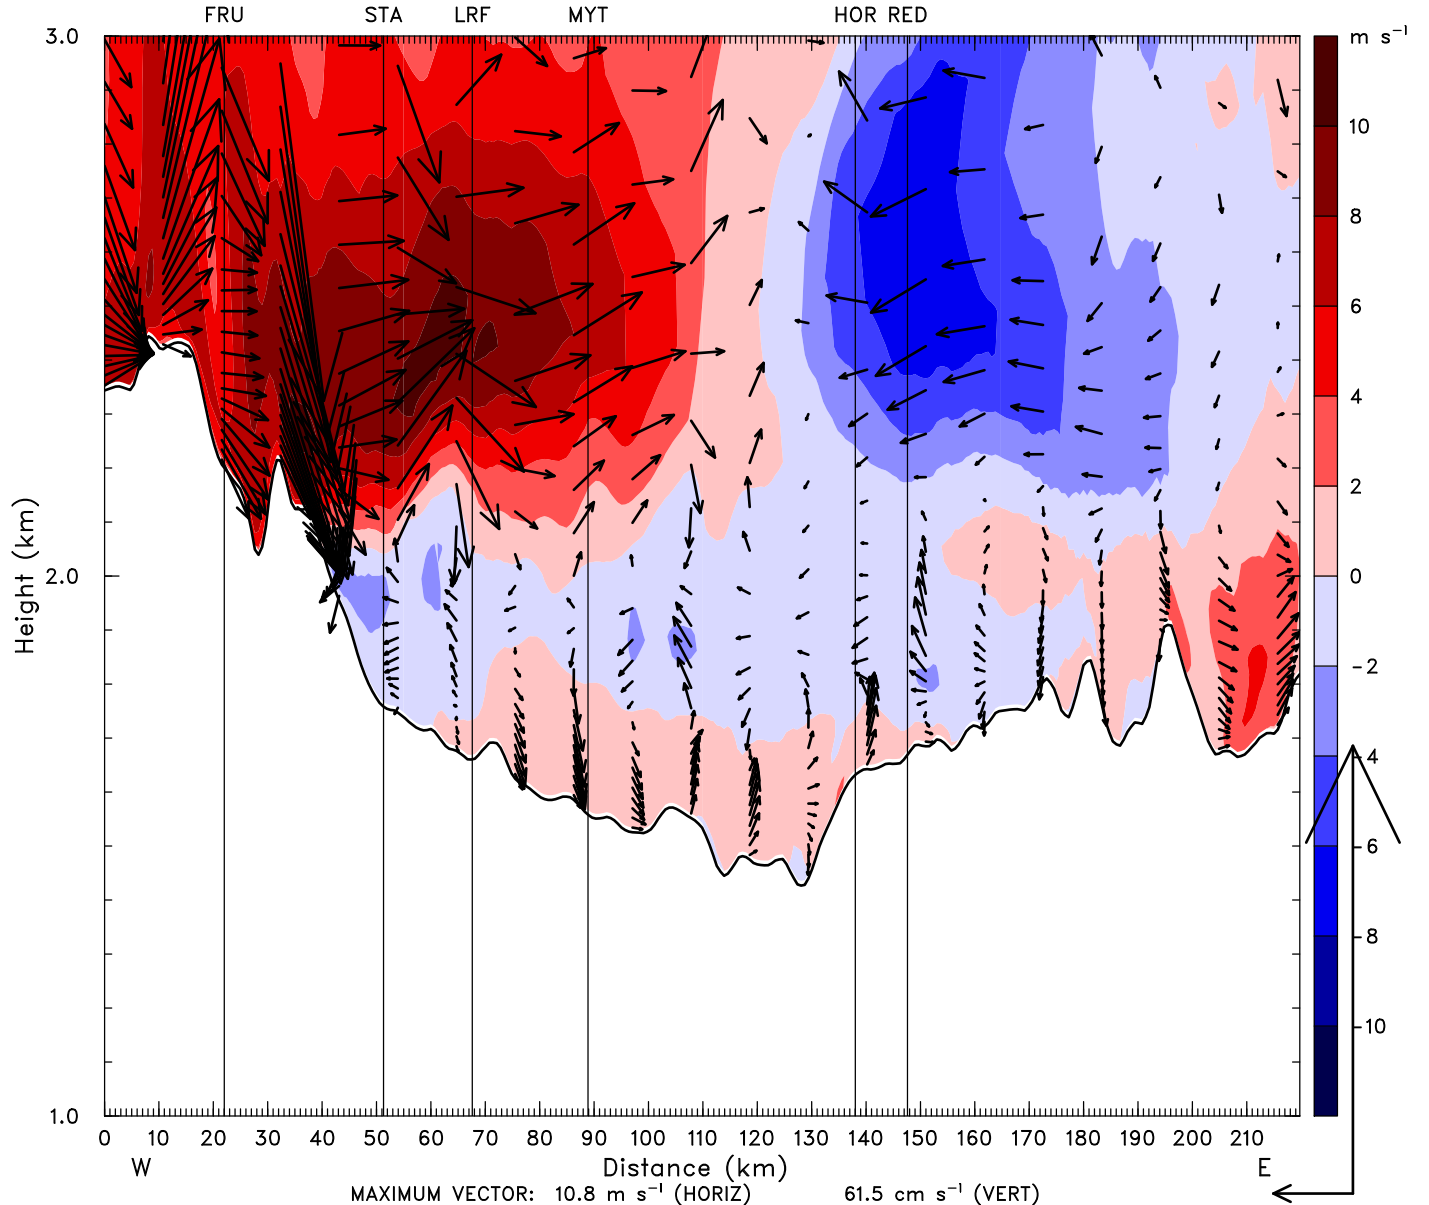 FRU STA LRF MYT HOR RED
3.0
2.0
1.0
Height (km)
m s⁻¹
10
8
6
4
2
0
-2
-4
-6
-8
-10
0 10 20 30 40 50 60 70 80 90 100 110 120 130 140 150 160 170 180 190 200 210
W Distance (km) E
MAXIMUM VECTOR: 10.8 m s⁻¹ (HORIZ) 61.5 cm s⁻¹ (VERT)